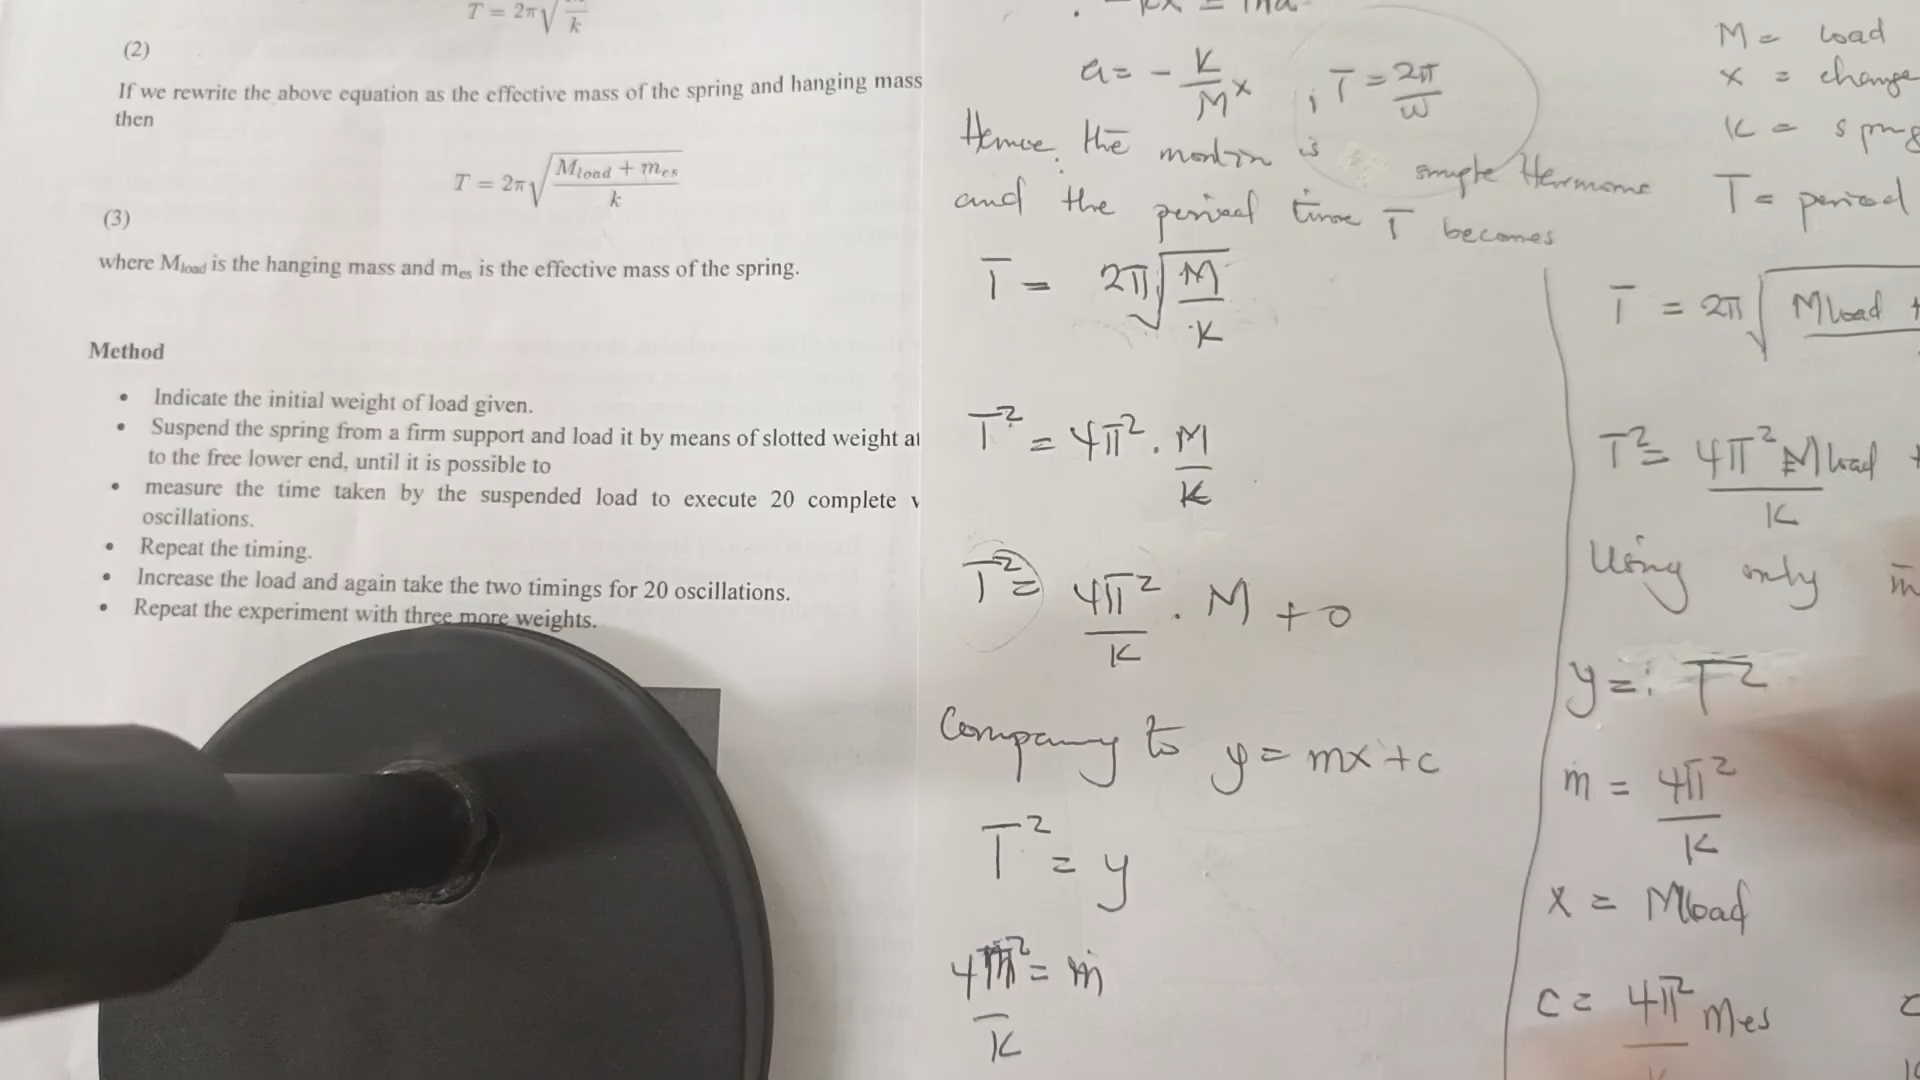 T = 2π√ k
(2)
If we rewrite the above equation as the effective mass of the spring and hanging mass
then
T = 2π√((Mload + mes)/k)
(3)
where Mload is the hanging mass and mes is the effective mass of the spring.
Method
• Indicate the initial weight of load given.
• Suspend the spring from a firm support and load it by means of slotted weight at
to the free lower end, until it is possible to
• measure the time taken by the suspended load to execute 20 complete v
oscillations.
• Repeat the timing.
• Increase the load and again take the two timings for 20 oscillations.
• Repeat the experiment with three more weights.
a = - K/M x , T = 2π/ω
Hence, the motion is simple
and the period time T becomes
T = 2π√(M/K)
T² = 4π² . M/K
T² = 4π²/K . M + 0
to y = mx + c
T² = y
4π²/K = m
M = load
x = change
K =
T = period
T = 2π√ Mload +
T² = 4π² Mload/K +
Using only m
y = T²
m = 4π²/K
x = Mload
c = 4π² Mes